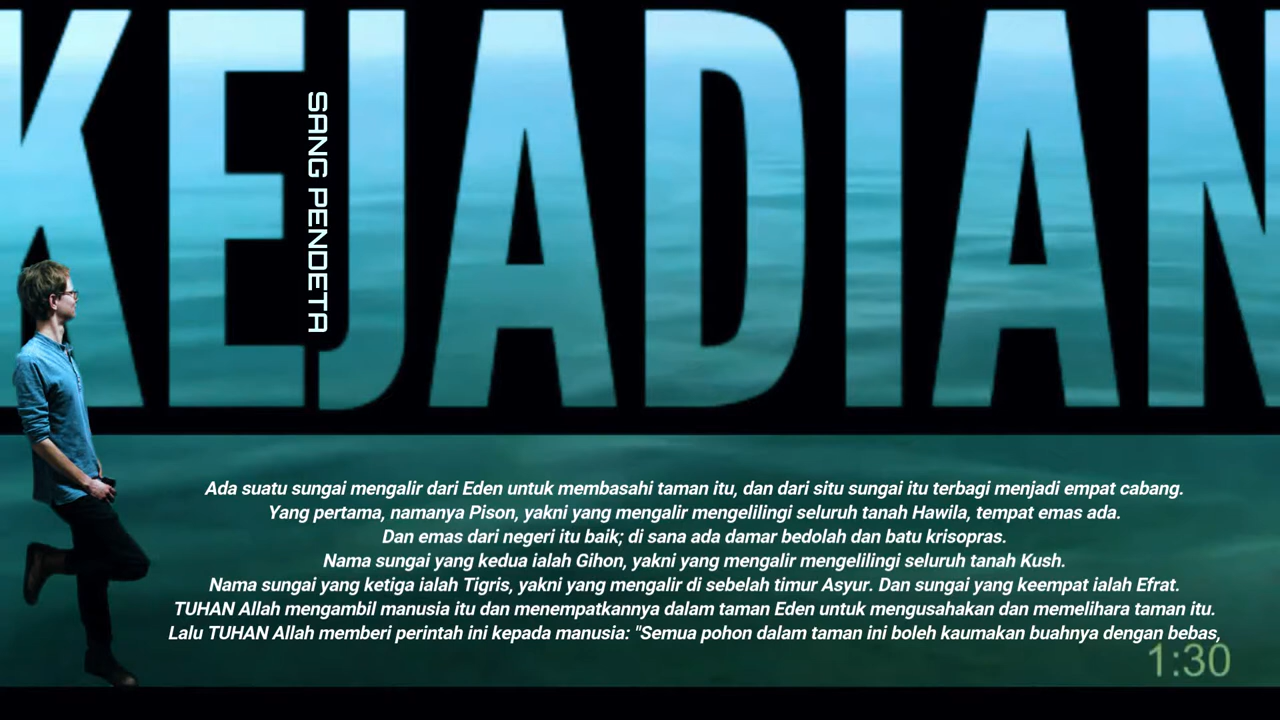 KEJADIAN
SANG PENDETA
Ada suatu sungai mengalir dari Eden untuk membasahi taman itu, dan dari situ sungai itu terbagi menjadi empat cabang.
Yang pertama, namanya Pison, yakni yang mengalir mengelilingi seluruh tanah Hawila, tempat emas ada.
Dan emas dari negeri itu baik; di sana ada damar bedolah dan batu krisopras.
Nama sungai yang kedua ialah Gihon, yakni yang mengalir mengelilingi seluruh tanah Kush.
Nama sungai yang ketiga ialah Tigris, yakni yang mengalir di sebelah timur Asyur. Dan sungai yang keempat ialah Efrat.
TUHAN Allah mengambil manusia itu dan menempatkannya dalam taman Eden untuk mengusahakan dan memelihara taman itu.
Lalu TUHAN Allah memberi perintah ini kepada manusia: "Semua pohon dalam taman ini boleh kaumakan buahnya dengan bebas,
1:30